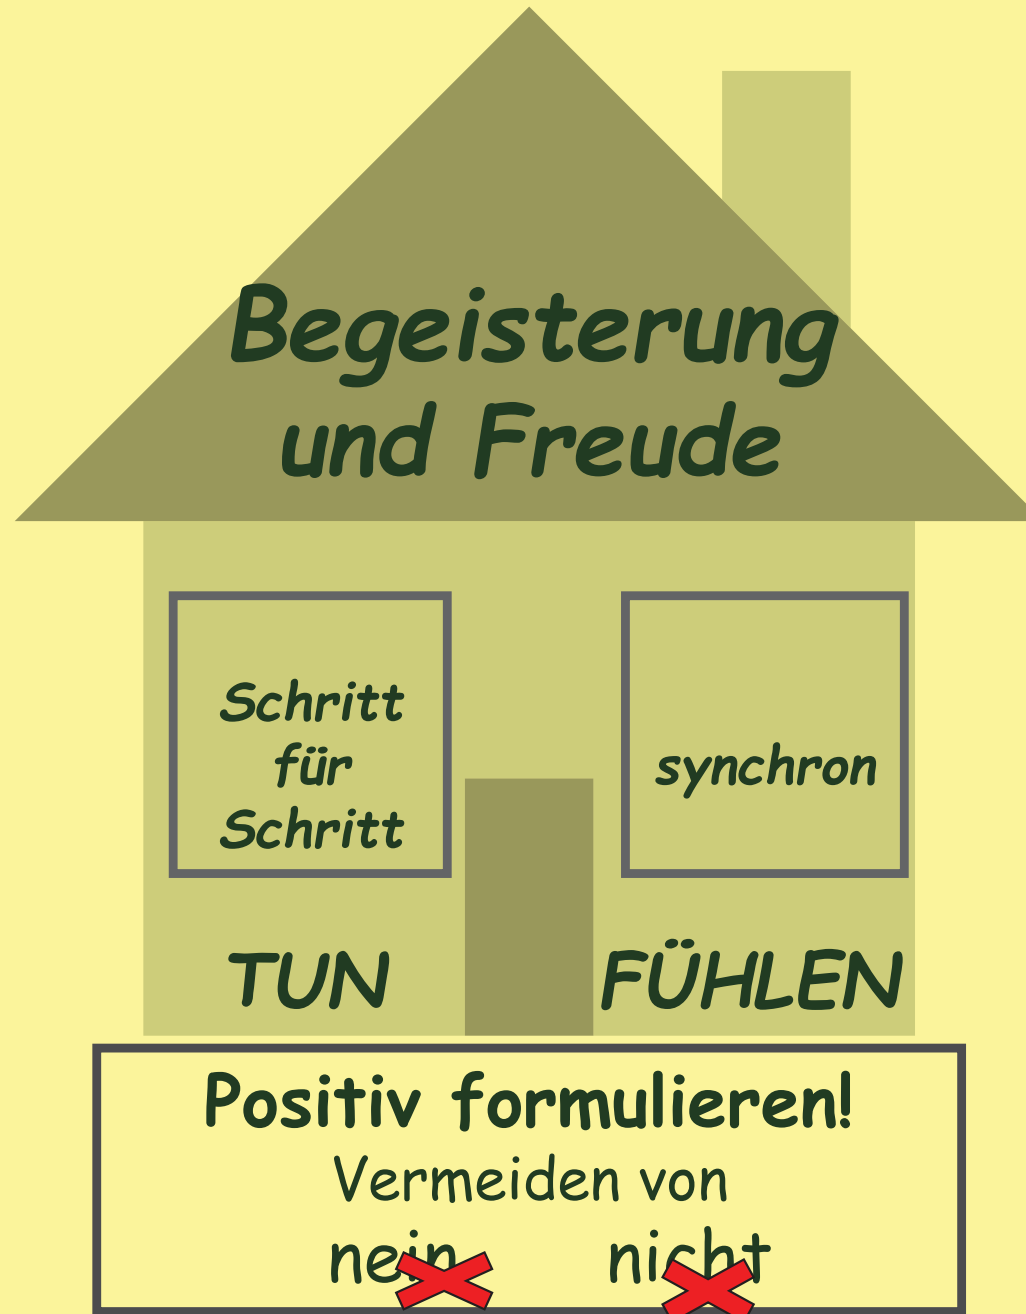 Begeisterung
und Freude
Schritt
für
Schritt
synchron
TUN
FÜHLEN
Positiv formulieren!
Vermeiden von
nein nicht